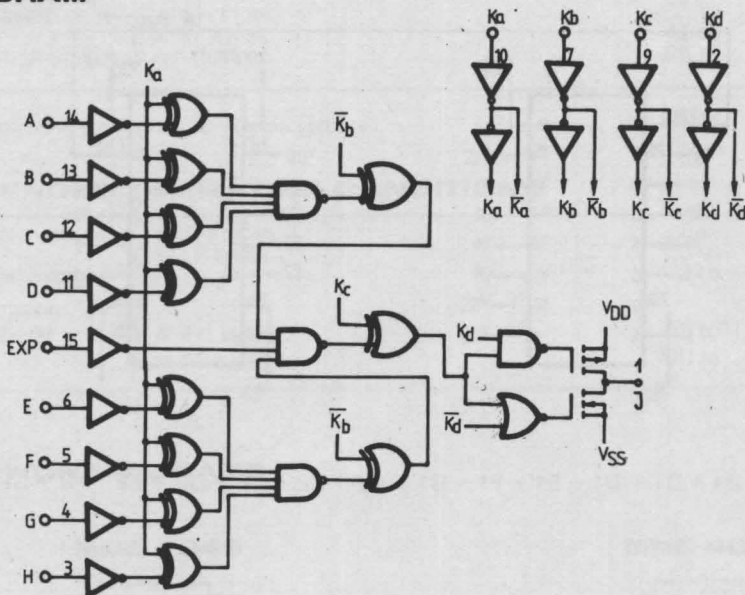 Ka Kb Kc Kd
10 7 9 2
Ka
A 14
B 13
K̅b
C 12
Ka K̅a Kb K̅b Kc K̅c Kd K̅d
D 11
Kc
VDD
EXP 15
Kd
1
J
E 6
K̅b
K̅d
F 5
VSS
G 4
H 3